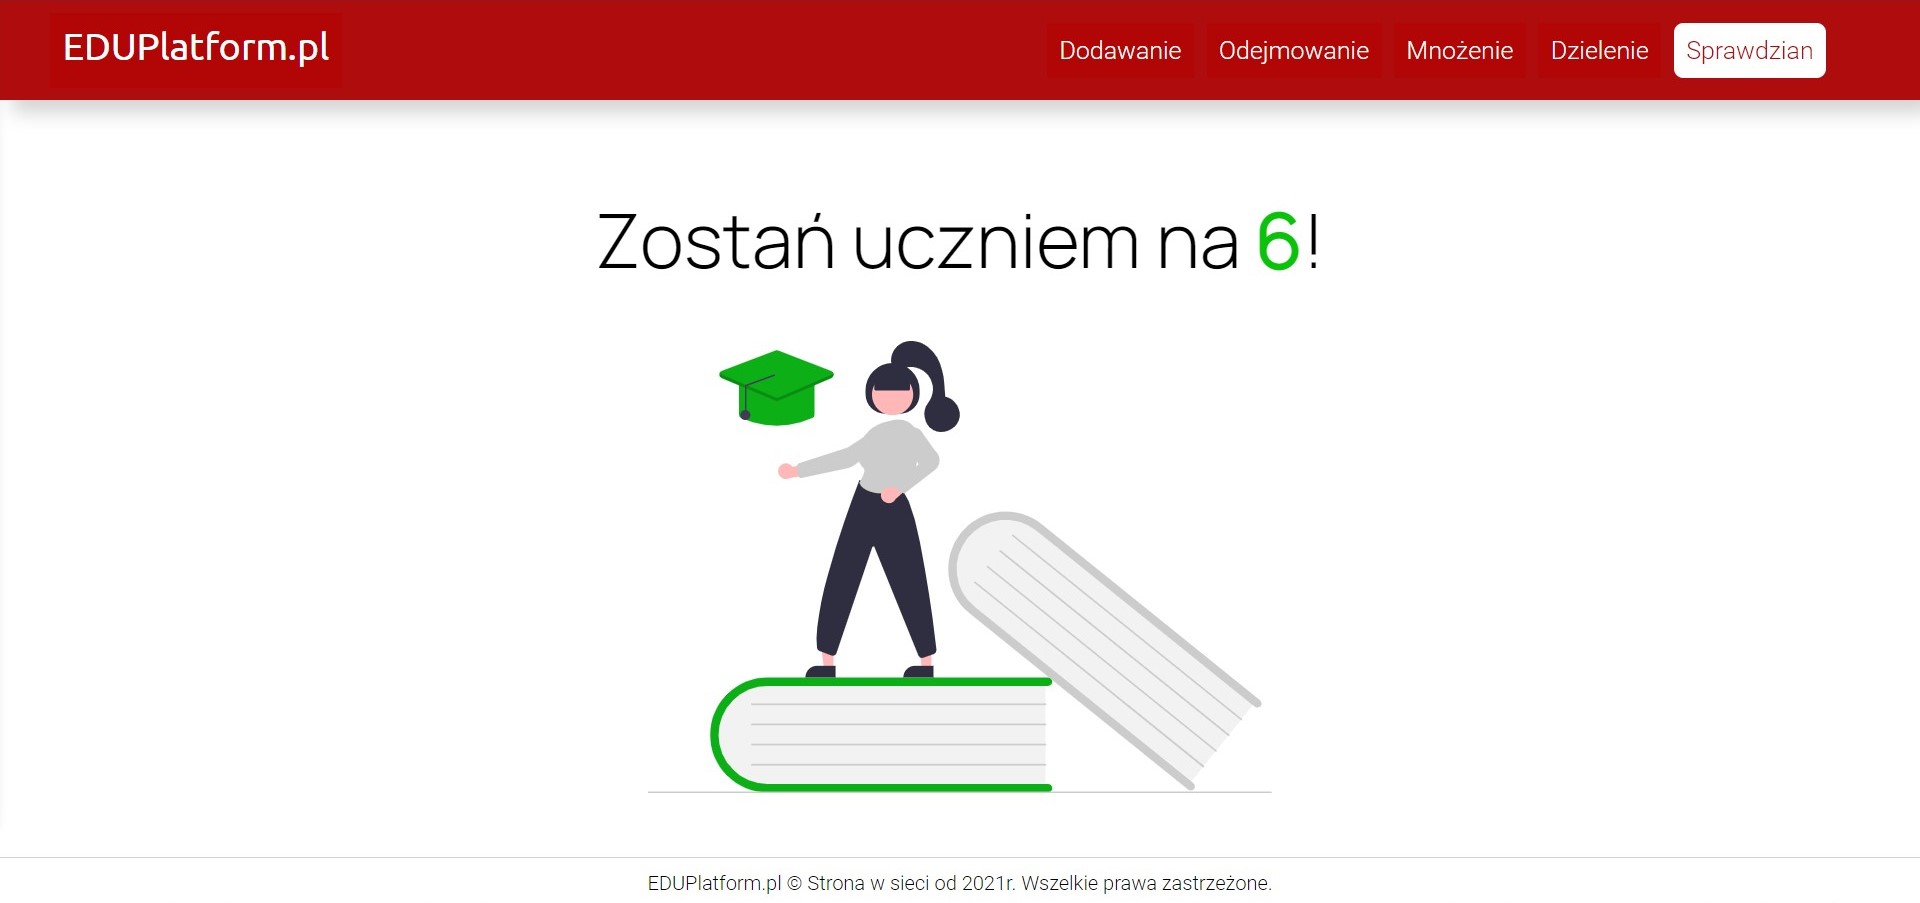 EDUPlatform.pl
Dodawanie Odejmowanie Mnożenie Dzielenie Sprawdzian
Zostań uczniem na 6!
EDUPlatform.pl © Strona w sieci od 2021r. Wszelkie prawa zastrzeżone.